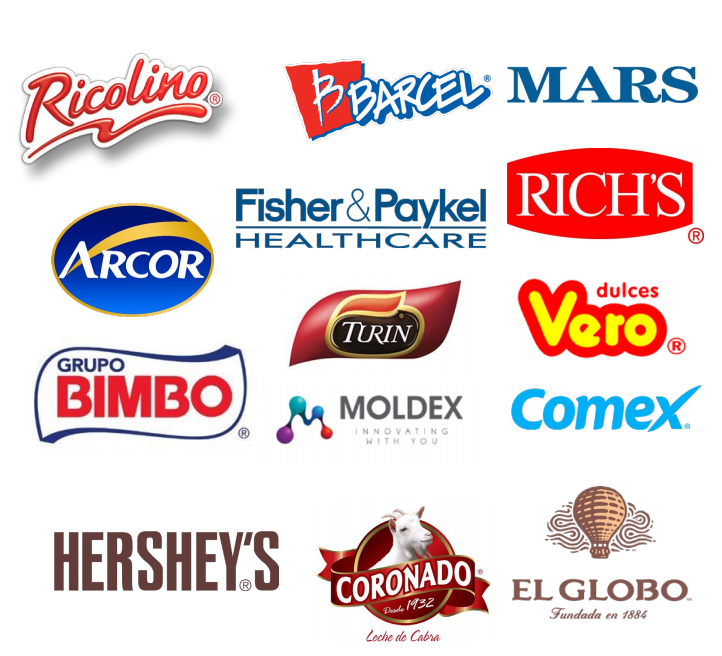 Ricolino®
B BARCEL®
MARS
Fisher & Paykel
HEALTHCARE
RICH'S®
ARCOR
TURIN
dulces
Vero®
GRUPO
BIMBO®
MOLDEX
INNOVATING
WITH YOU
Comex®
HERSHEY'S®
CORONADO®
Desde 1932
Leche de Cabra
EL GLOBO
Fundada en 1884